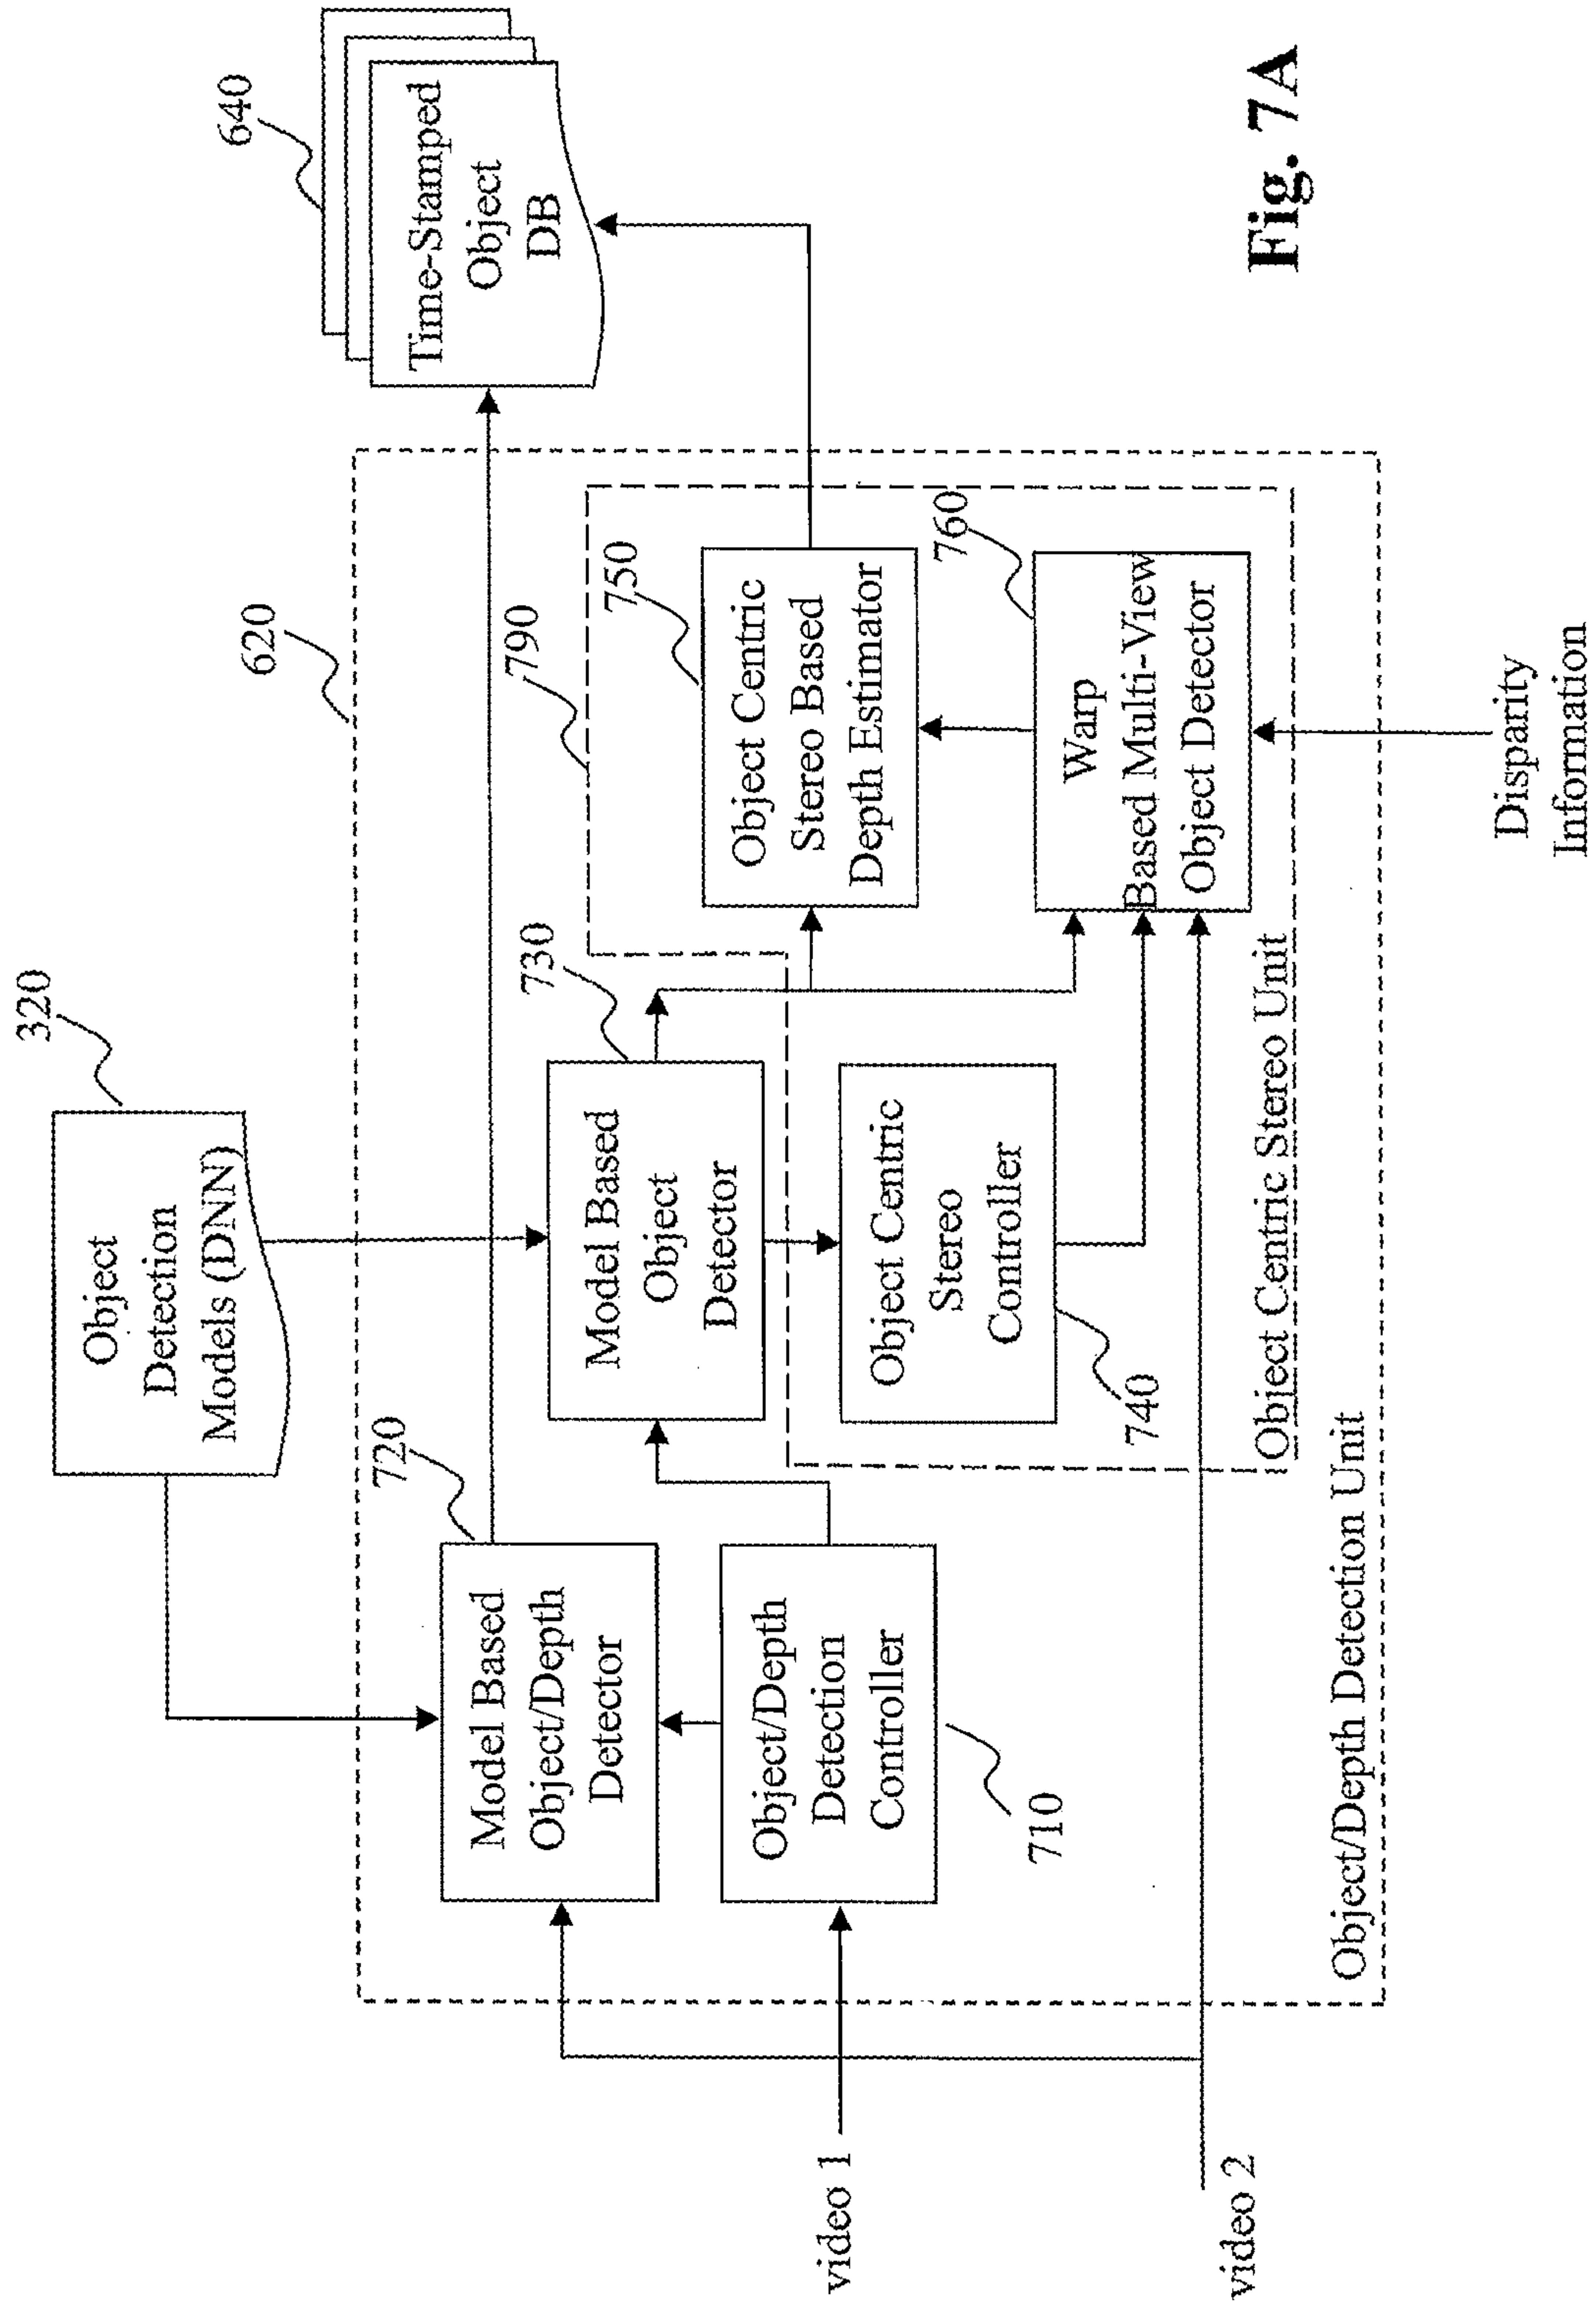 320
Object
Detection
Models (DNN)
640
Time-Stamped
Object
DB
620
720
Model Based
Object/Depth
Detector
730
Model Based
Object
Detector
790
750
Object Centric
Stereo Based
Depth Estimator
Object/Depth
Detection
Controller
710
Object Centric
Stereo
Controller
740
760
Warp
Based Multi-View
Object Detector
video 1
video 2
Object Centric Stereo Unit
Object/Depth Detection Unit
Disparity
Information
Fig. 7A